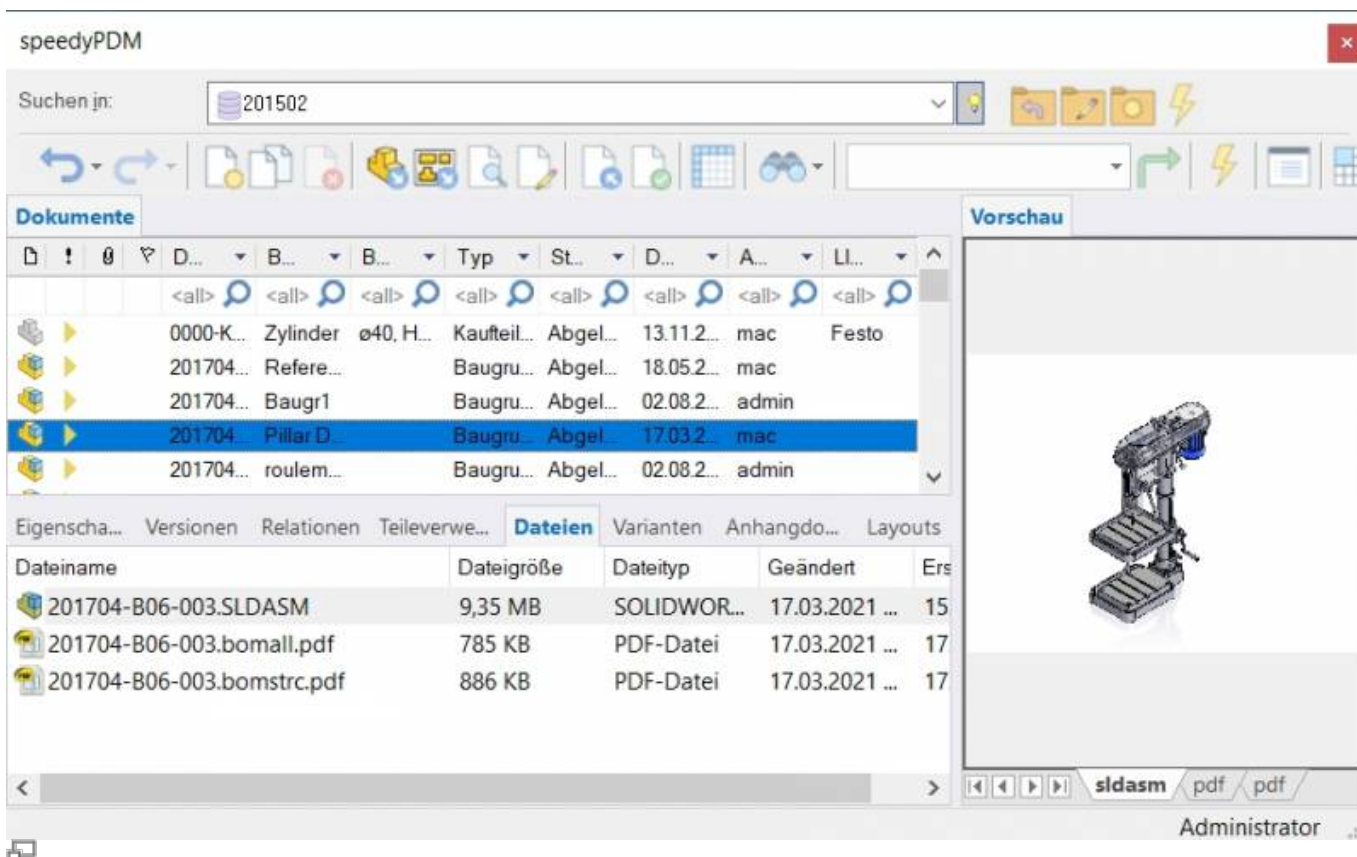 speedyPDM
Suchen in: 201502
Dokumente
Vorschau
D... B... B... Typ St... D... A... LI...
<all> <all> <all> <all> <all> <all> <all> <all>
0000-K... Zylinder ø40, H... Kaufteil... Abgel... 13.11.2... mac Festo
201704... Refere... Baugru... Abgel... 18.05.2... mac
201704... Baugr1 Baugru... Abgel... 02.08.2... admin
201704... Pillar D... Baugru... Abgel... 17.03.2... mac
201704... roulem... Baugru... Abgel... 02.08.2... admin
Eigenscha... Versionen Relationen Teileverwe... Dateien Varianten Anhangdo... Layouts
Dateiname Dateigröße Dateityp Geändert Ers
201704-B06-003.SLDASM 9,35 MB SOLIDWOR... 17.03.2021 ... 15
201704-B06-003.bomall.pdf 785 KB PDF-Datei 17.03.2021 ... 17
201704-B06-003.bomstrc.pdf 886 KB PDF-Datei 17.03.2021 ... 17
sldasm pdf pdf
Administrator